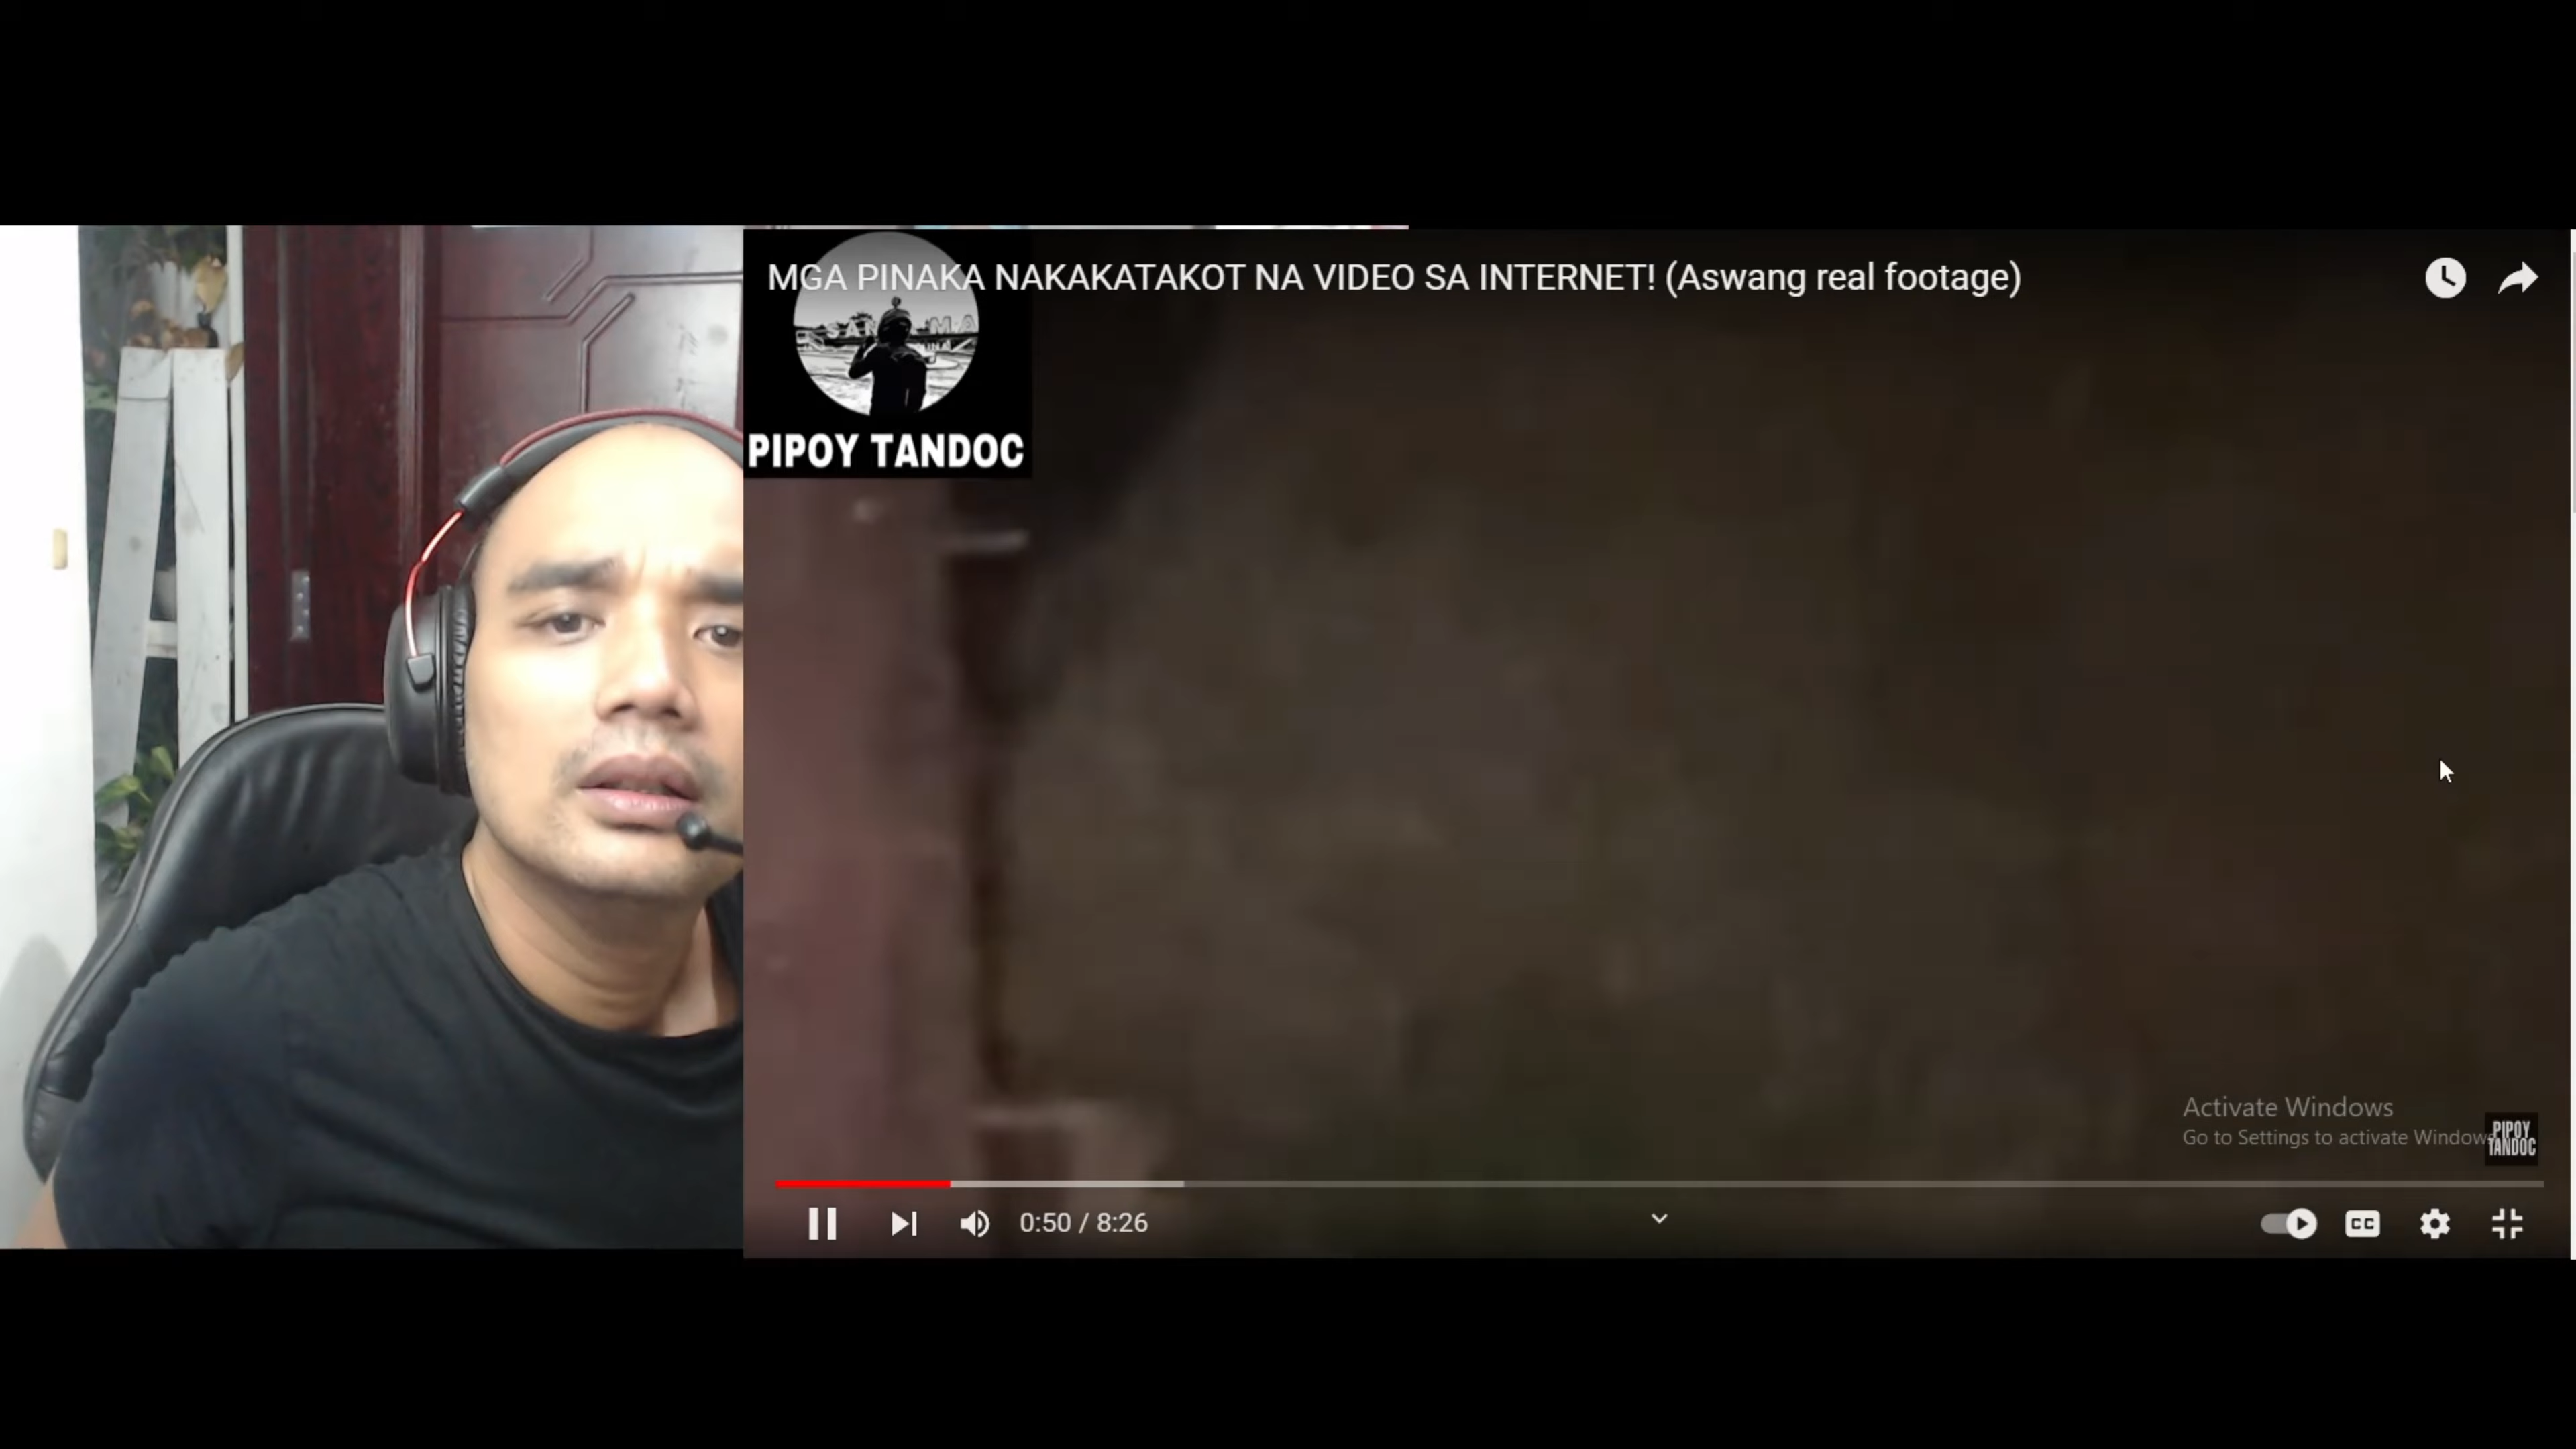 MGA PINAKA NAKAKATAKOT NA VIDEO SA INTERNET! (Aswang real footage)
PIPOY TANDOC
Activate Windows
Go to Settings to activate Windows
PIPOY
TANDOC
0:50 / 8:26
CC